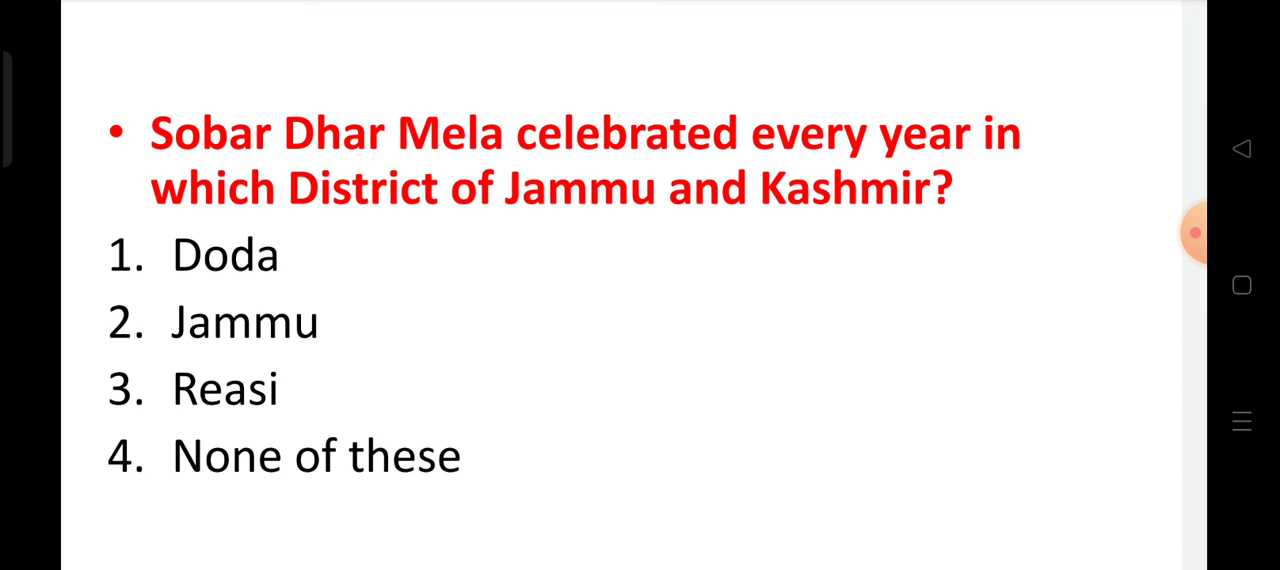 • Sobar Dhar Mela celebrated every year in
which District of Jammu and Kashmir?
1. Doda
2. Jammu
3. Reasi
4. None of these